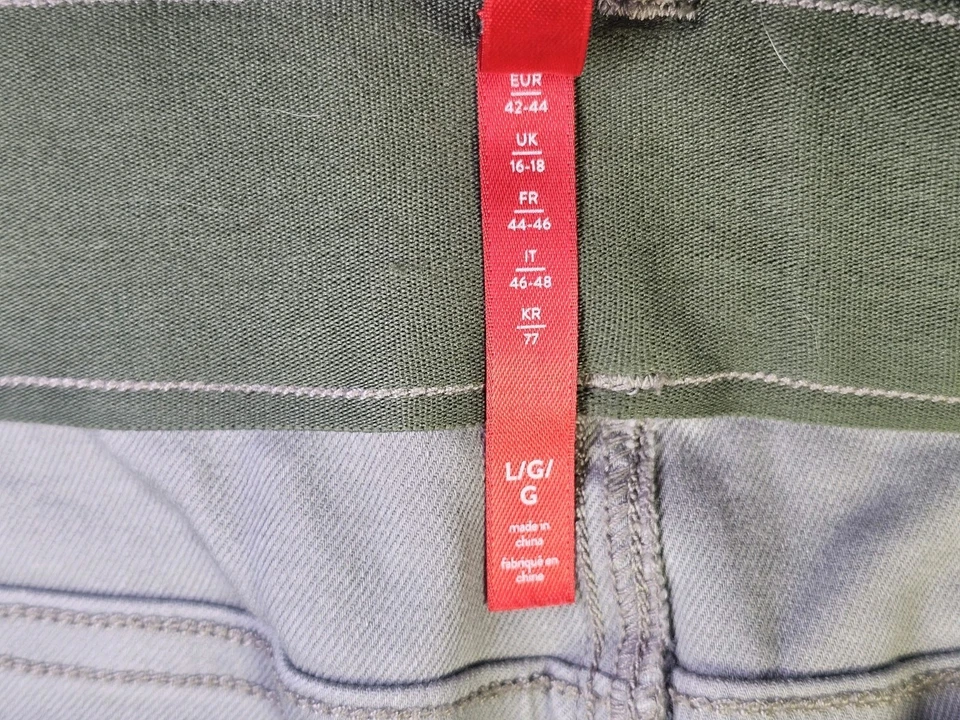 EUR
42-44
UK
16-18
FR
44-46
IT
46-48
KR
77
L/G/
G
made in
china
fabriqué en
chine